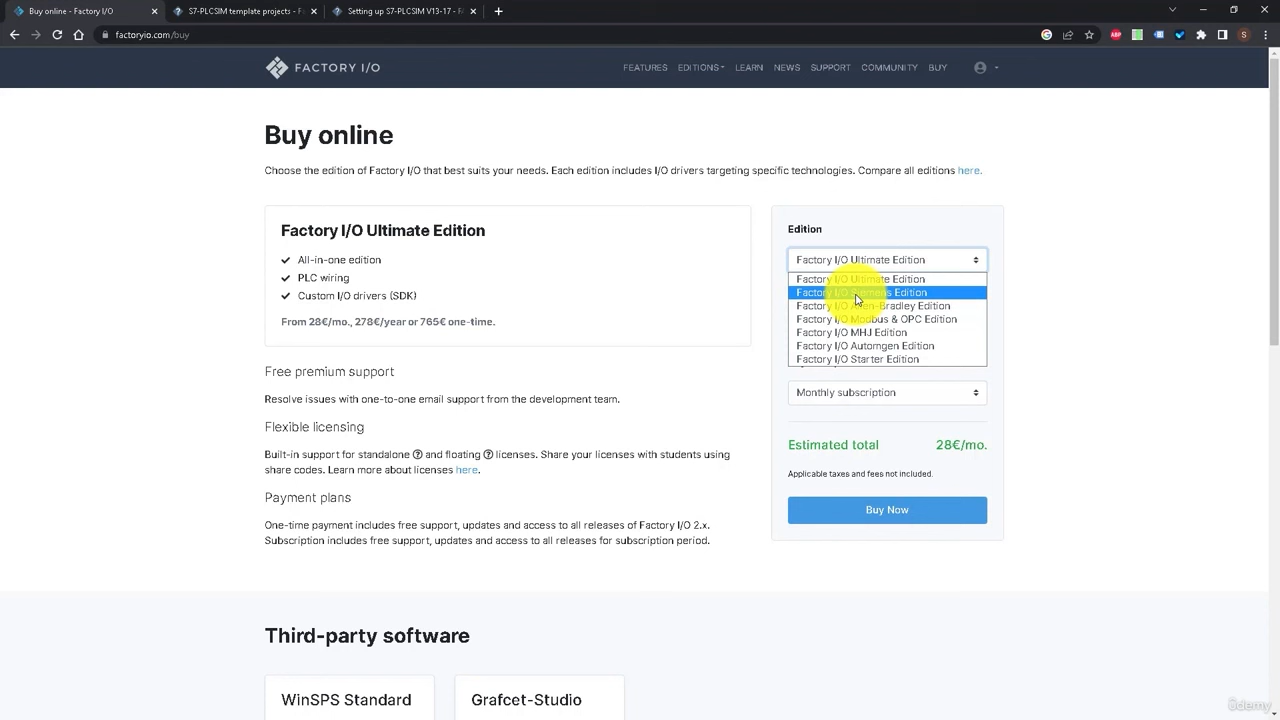 Buy online - Factory I/O
S7-PLCSIM template projects - Fa
Setting up S7-PLCSIM V13-17 - FA
factoryio.com/buy
ABP
S
FACTORY I/O
FEATURES
EDITIONS
LEARN
NEWS
SUPPORT
COMMUNITY
BUY
Buy online
Choose the edition of Factory I/O that best suits your needs. Each edition includes I/O drivers targeting specific technologies. Compare all editions here.
Factory I/O Ultimate Edition
All-in-one edition
PLC wiring
Custom I/O drivers (SDK)
From 28€/mo., 278€/year or 765€ one-time.
Free premium support
Resolve issues with one-to-one email support from the development team.
Flexible licensing
Built-in support for standalone ? and floating ? licenses. Share your licenses with students using
share codes. Learn more about licenses here.
Payment plans
One-time payment includes free support, updates and access to all releases of Factory I/O 2.x.
Subscription includes free support, updates and access to all releases for subscription period.
Edition
Factory I/O Ultimate Edition
Factory I/O Ultimate Edition
Factory I/O Siemens Edition
Factory I/O Allen-Bradley Edition
Factory I/O Modbus & OPC Edition
Factory I/O MHJ Edition
Factory I/O Automgen Edition
Factory I/O Starter Edition
Monthly subscription
Estimated total 28€/mo.
Applicable taxes and fees not included.
Buy Now
Third-party software
WinSPS Standard
Grafcet-Studio
ûdemy